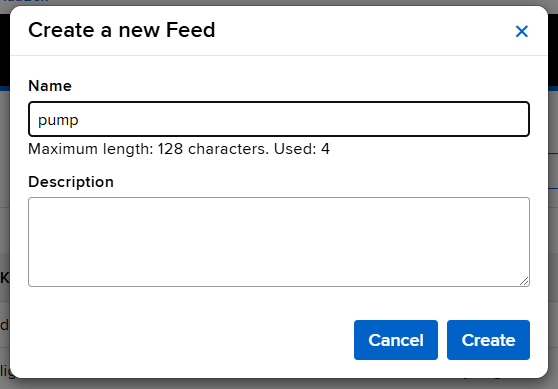 Create a new Feed
Name
pump
Maximum length: 128 characters. Used: 4
Description
Cancel Create